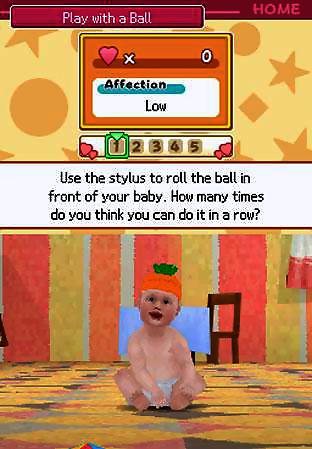 HOME
Play with a Ball
x 0
Affection
Low
1 2 3 4 5
Use the stylus to roll the ball in
front of your baby. How many times
do you think you can do it in a row?